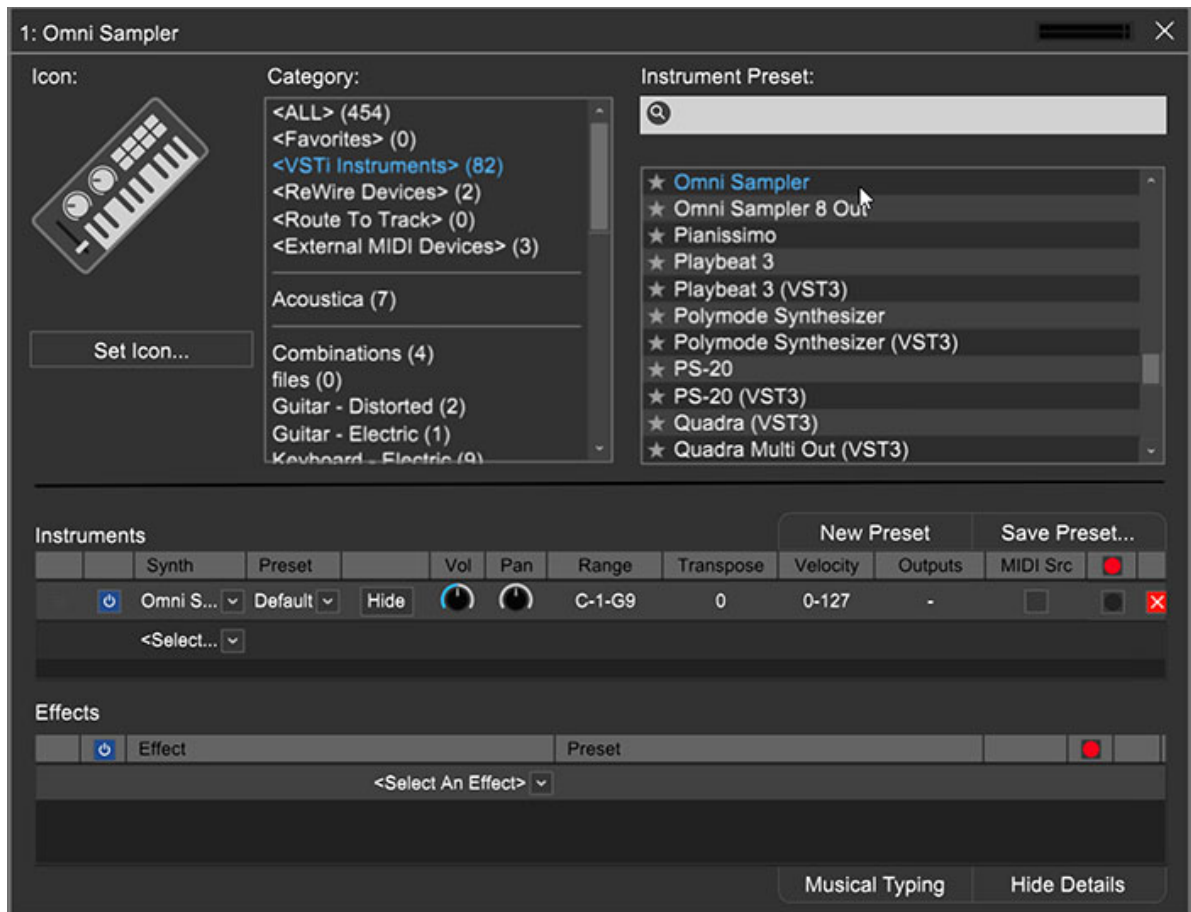 1: Omni Sampler
Icon:
Category:
Instrument Preset:
<ALL> (454)
<Favorites> (0)
<VSTi Instruments> (82)
<ReWire Devices> (2)
<Route To Track> (0)
<External MIDI Devices> (3)
Acoustica (7)
Combinations (4)
files (0)
Guitar - Distorted (2)
Guitar - Electric (1)
Keyboard - Electric (9)
Set Icon...
Omni Sampler
Omni Sampler 8 Out
Pianissimo
Playbeat 3
Playbeat 3 (VST3)
Polymode Synthesizer
Polymode Synthesizer (VST3)
PS-20
PS-20 (VST3)
Quadra (VST3)
Quadra Multi Out (VST3)
Instruments
New Preset Save Preset...
Synth Preset Vol Pan Range Transpose Velocity Outputs MIDI Src
Omni S... Default Hide C-1-G9 0 0-127 -
<Select...
Effects
Effect Preset
<Select An Effect>
Musical Typing Hide Details